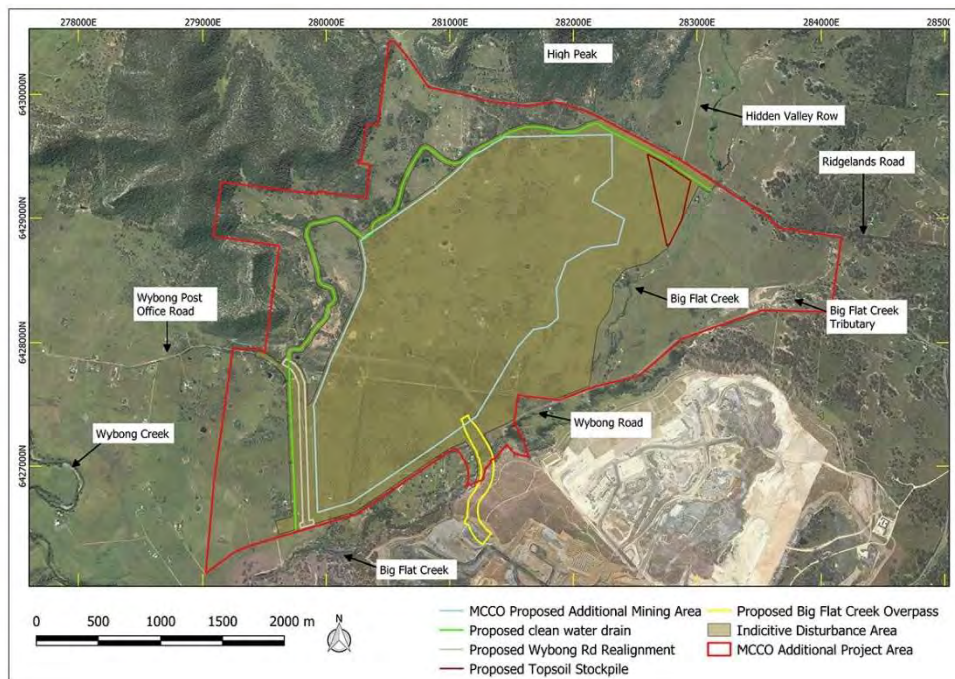 278000E 279000E 280000E 281000E 282000E 283000E 284000E 28500
High Peak
6430000N
Hidden Valley Row
Ridgelands Road
6429000N
Wybong Post
Office Road
Big Flat Creek
Big Flat Creek
Tributary
6428000N
Wybong Creek
Wybong Road
6427000N
Big Flat Creek
0 500 1000 1500 2000 m
N
MCCO Proposed Additional Mining Area
Proposed clean water drain
Proposed Wybong Rd Realignment
Proposed Topsoil Stockpile
Proposed Big Flat Creek Overpass
Indicitive Disturbance Area
MCCO Additional Project Area